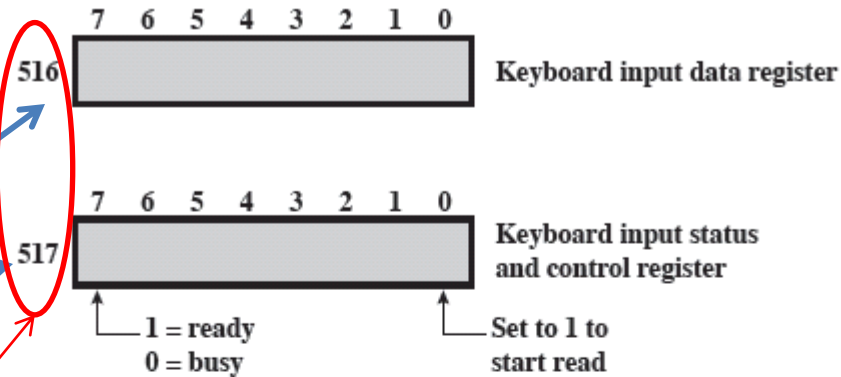 7 6 5 4 3 2 1 0
516
Keyboard input data register
7 6 5 4 3 2 1 0
517
Keyboard input status
and control register
1 = ready
0 = busy
Set to 1 to
start read